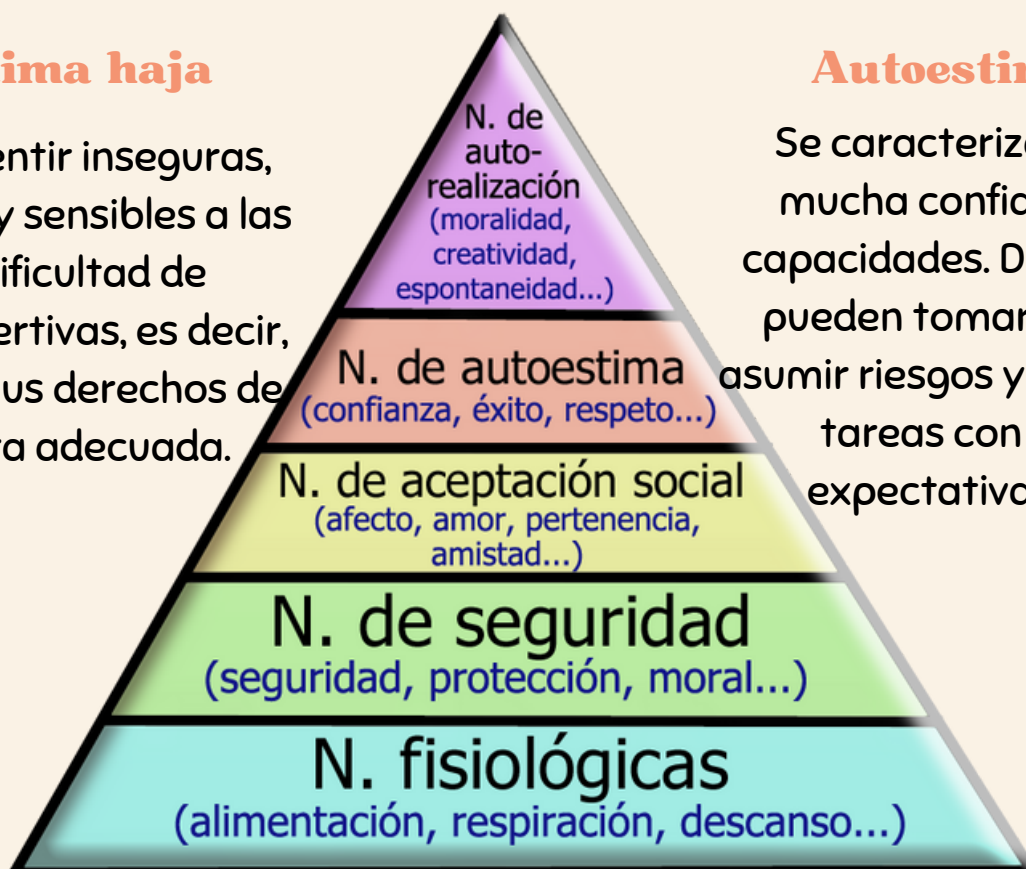 ima haja
entir inseguras,
y sensibles a las
ificultad de
ertivas, es decir,
us derechos de
ra adecuada.
N. de
auto-
realización
(moralidad,
creatividad,
espontaneidad...)
N. de autoestima
(confianza, éxito, respeto...)
N. de aceptación social
(afecto, amor, pertenencia,
amistad...)
N. de seguridad
(seguridad, protección, moral...)
N. fisiológicas
(alimentación, respiración, descanso...)
Autoestim
Se caracteriza
mucha confia
capacidades. D
pueden tomar
asumir riesgos y
tareas con
expectativa